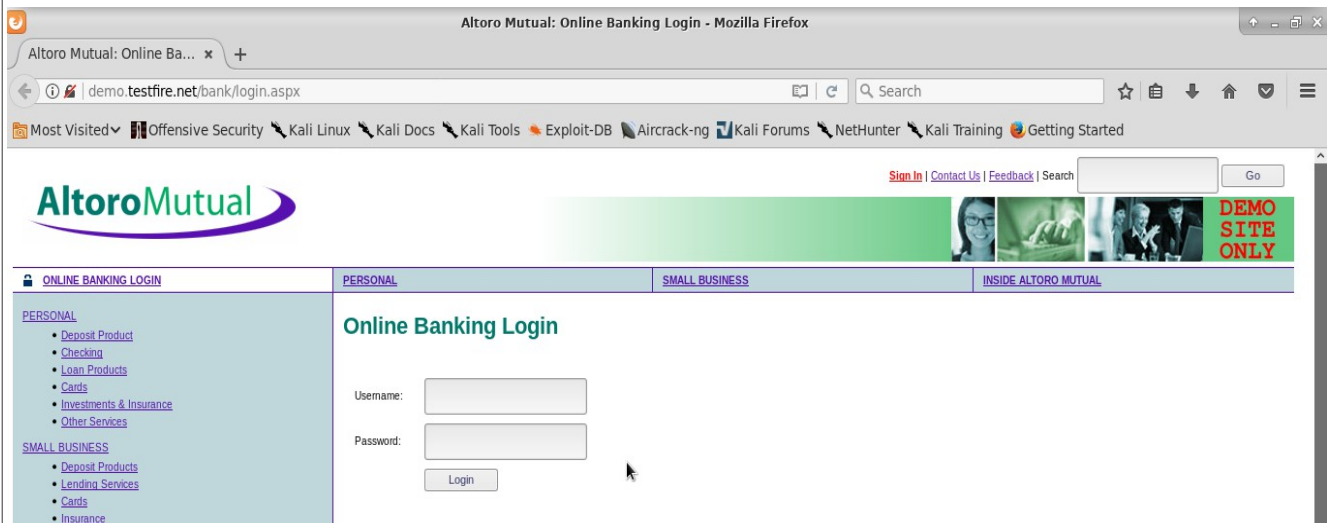 Altoro Mutual: Online Banking Login - Mozilla Firefox
Altoro Mutual: Online Ba...
demo.testfire.net/bank/login.aspx
Search
Most Visited Offensive Security Kali Linux Kali Docs Kali Tools Exploit-DB Aircrack-ng Kali Forums NetHunter Kali Training Getting Started
Sign In | Contact Us | Feedback | Search Go
AltoroMutual
DEMO
SITE
ONLY
ONLINE BANKING LOGIN PERSONAL SMALL BUSINESS INSIDE ALTORO MUTUAL
PERSONAL
• Deposit Product
• Checking
• Loan Products
• Cards
• Investments & Insurance
• Other Services
SMALL BUSINESS
• Deposit Products
• Lending Services
• Cards
• Insurance
Online Banking Login
Username:
Password:
Login